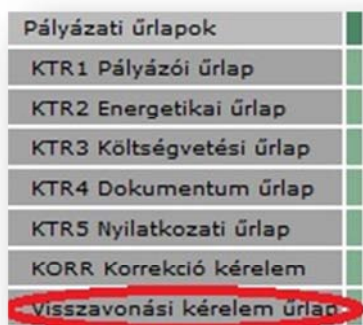 Pályázati űrlapok
KTR1 Pályázói űrlap
KTR2 Energetikai űrlap
KTR3 Költségvetési űrlap
KTR4 Dokumentum űrlap
KTR5 Nyilatkozati űrlap
KORR Korrekció kérelem
Visszavonási kérelem űrlap